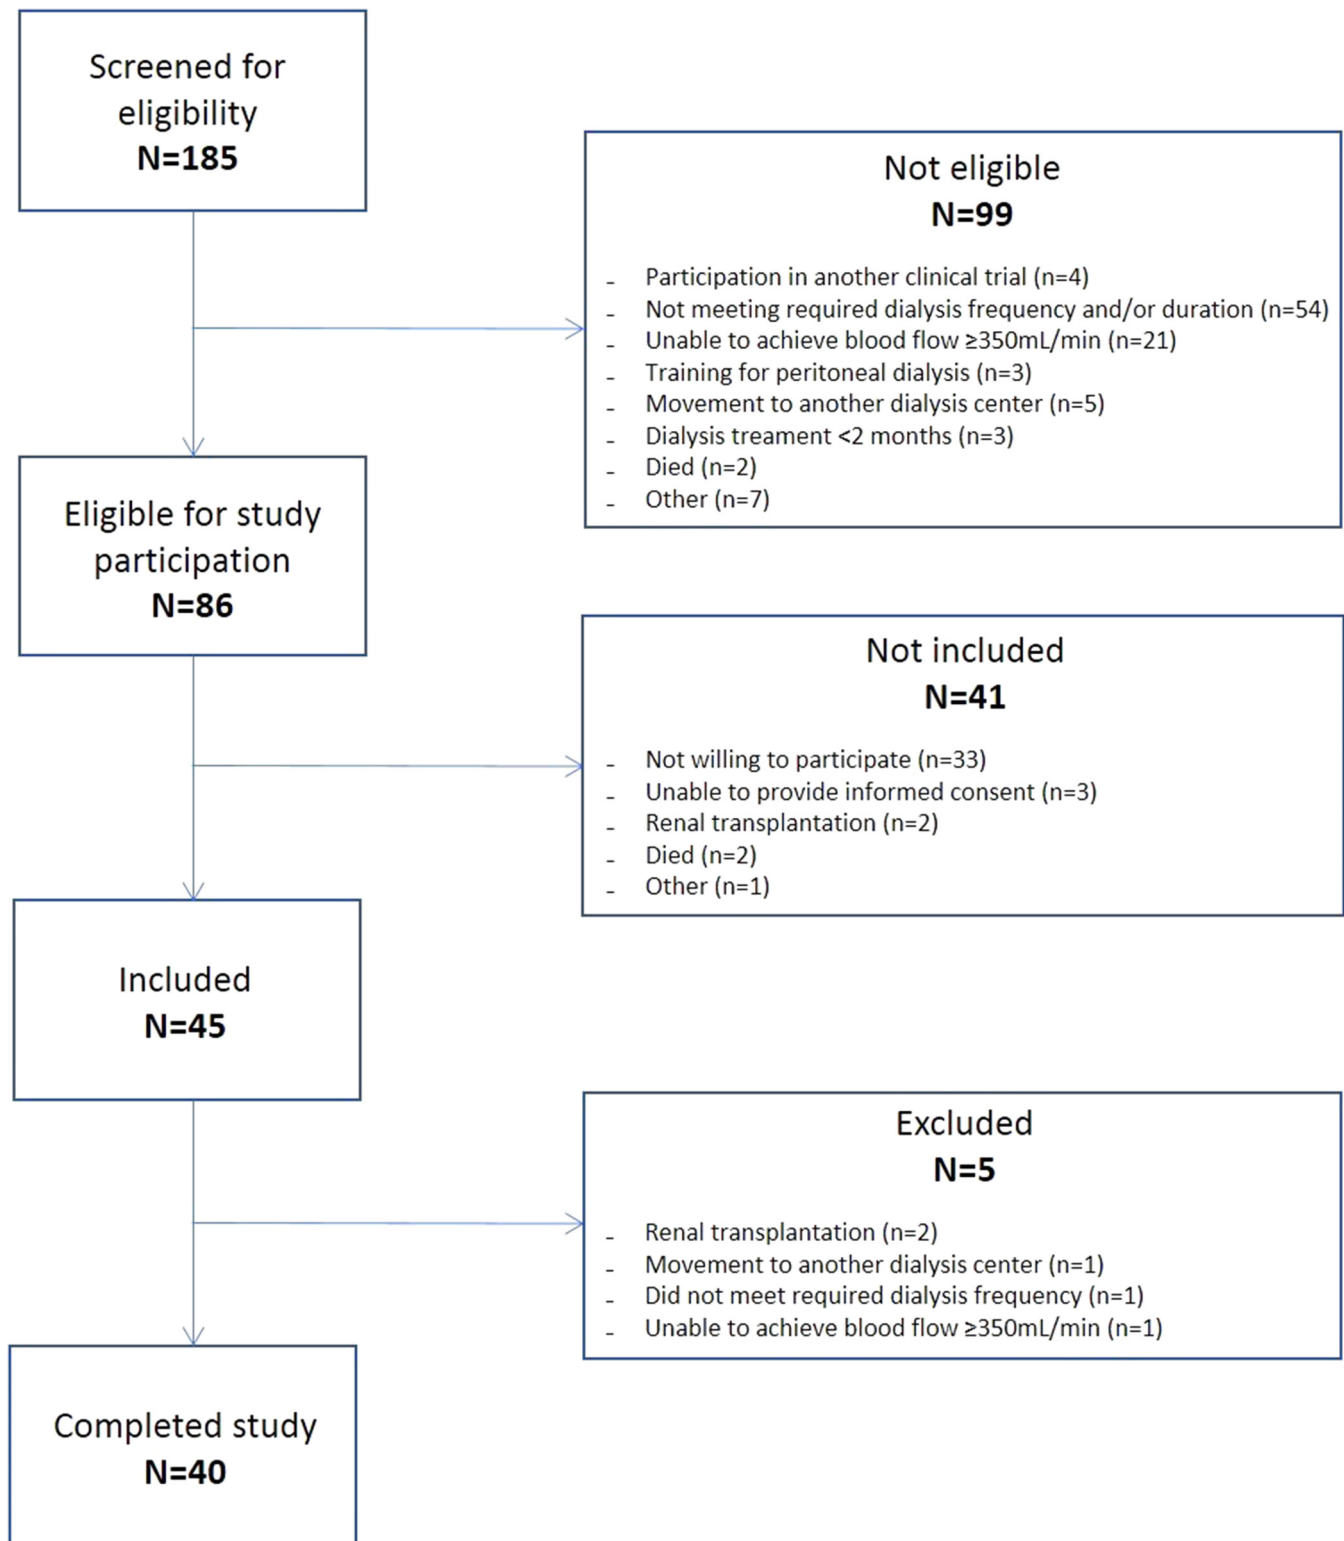 Screened for
eligibility
N=185
Not eligible
N=99
- Participation in another clinical trial (n=4)
- Not meeting required dialysis frequency and/or duration (n=54)
- Unable to achieve blood flow ≥350mL/min (n=21)
- Training for peritoneal dialysis (n=3)
- Movement to another dialysis center (n=5)
- Dialysis treament <2 months (n=3)
- Died (n=2)
- Other (n=7)
Eligible for study
participation
N=86
Not included
N=41
- Not willing to participate (n=33)
- Unable to provide informed consent (n=3)
- Renal transplantation (n=2)
- Died (n=2)
- Other (n=1)
Included
N=45
Excluded
N=5
- Renal transplantation (n=2)
- Movement to another dialysis center (n=1)
- Did not meet required dialysis frequency (n=1)
- Unable to achieve blood flow ≥350mL/min (n=1)
Completed study
N=40